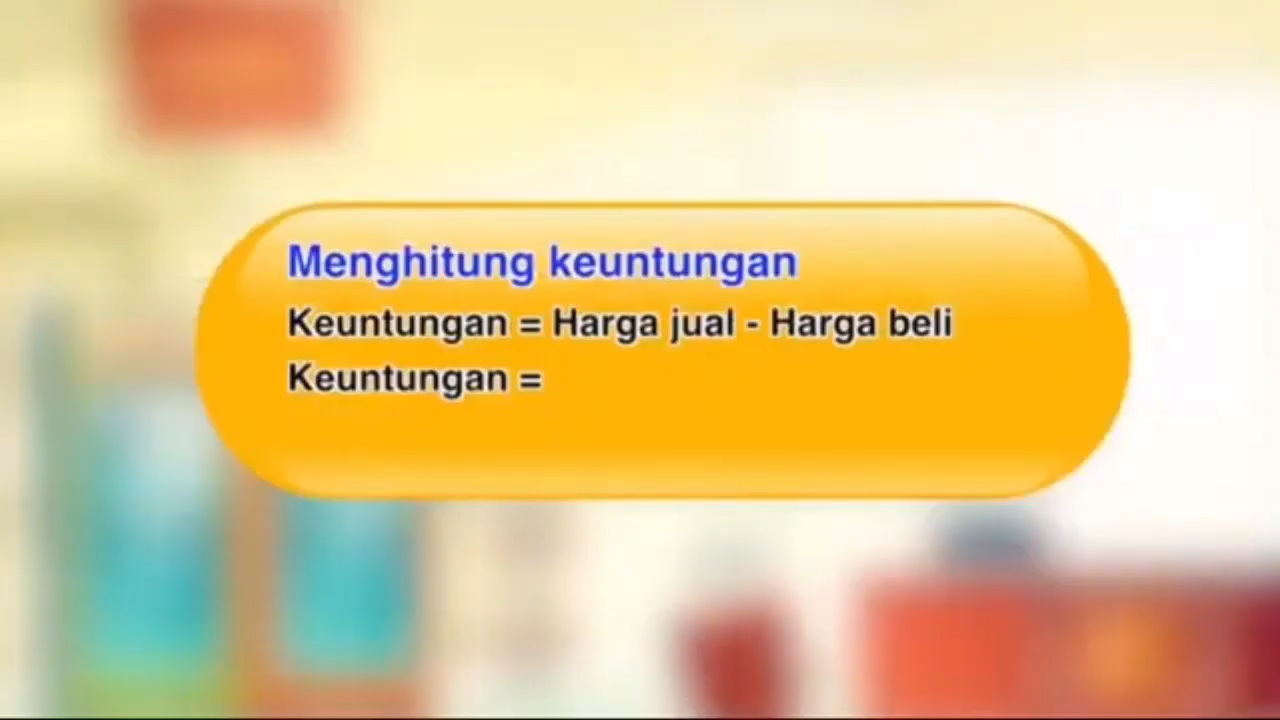 Menghitung keuntungan
Keuntungan = Harga jual - Harga beli
Keuntungan =